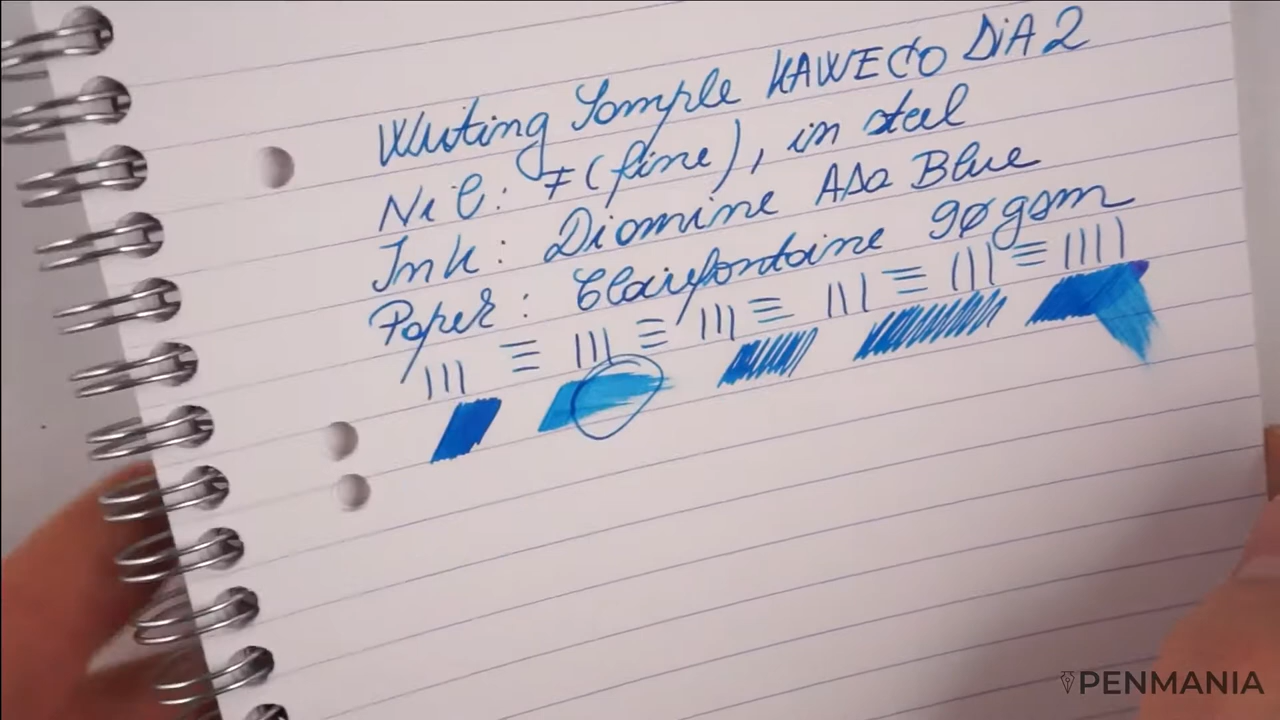 Writing Sample KAWECO DiA 2
Nib: F (fine), in steel
Ink: Diamine ASA Blue
Paper: Clairefontaine 90 gsm
PENMANIA